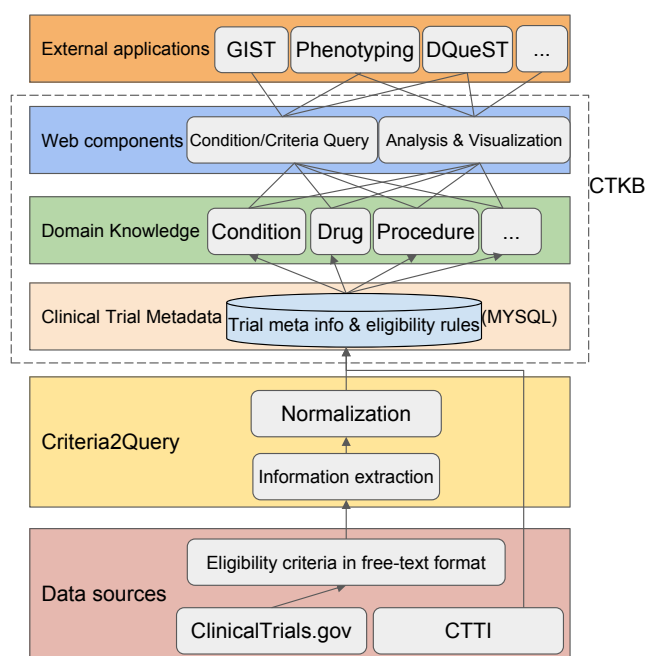 External applications GIST Phenotyping DQueST ...
Web components Condition/Criteria Query Analysis & Visualization
CTKB
Domain Knowledge Condition Drug Procedure ...
Clinical Trial Metadata Trial meta info & eligibility rules (MYSQL)
Normalization
Criteria2Query
Information extraction
Eligibility criteria in free-text format
Data sources
ClinicalTrials.gov CTTI